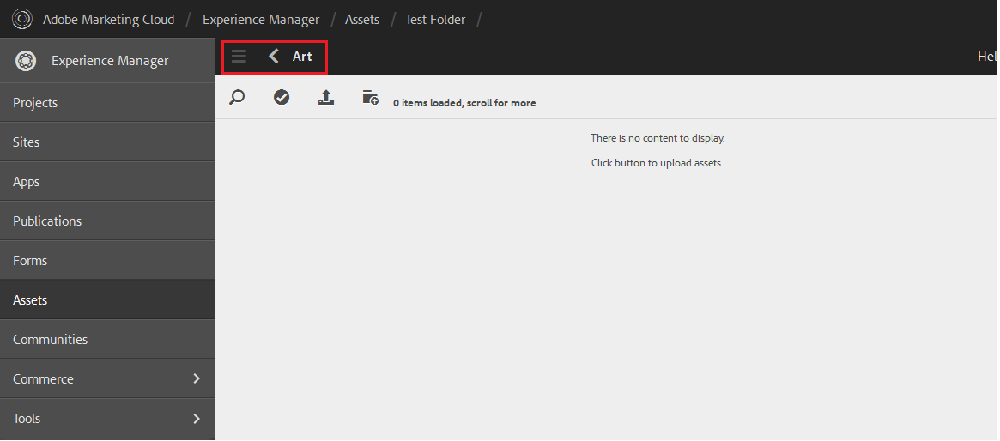 Adobe Marketing Cloud / Experience Manager / Assets / Test Folder /
Experience Manager
Art
Hel
Projects
0 items loaded, scroll for more
Sites
There is no content to display.
Click button to upload assets.
Apps
Publications
Forms
Assets
Communities
Commerce
Tools